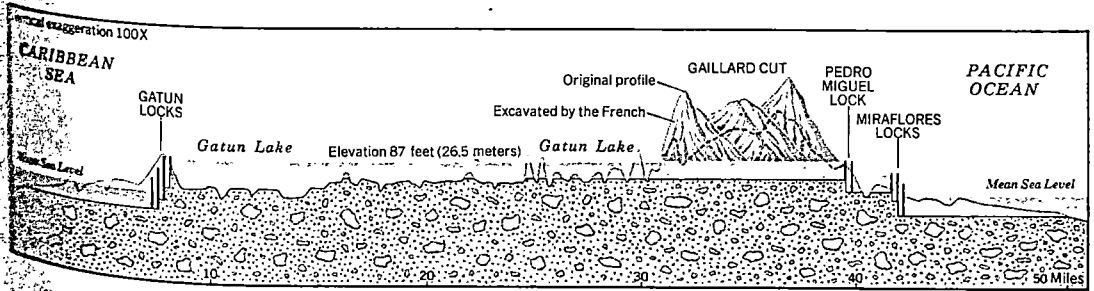 exaggeration 100X
CARIBBEAN
SEA
GATUN
LOCKS
Mean Sea Level
Gatun Lake
Elevation 87 feet (26.5 meters)
Gatun Lake
Original profile
Excavated by the French
GAILLARD CUT
PEDRO
MIGUEL
LOCK
MIRAFLORES
LOCKS
PACIFIC
OCEAN
Mean Sea Level
10
20
30
40
50 Miles